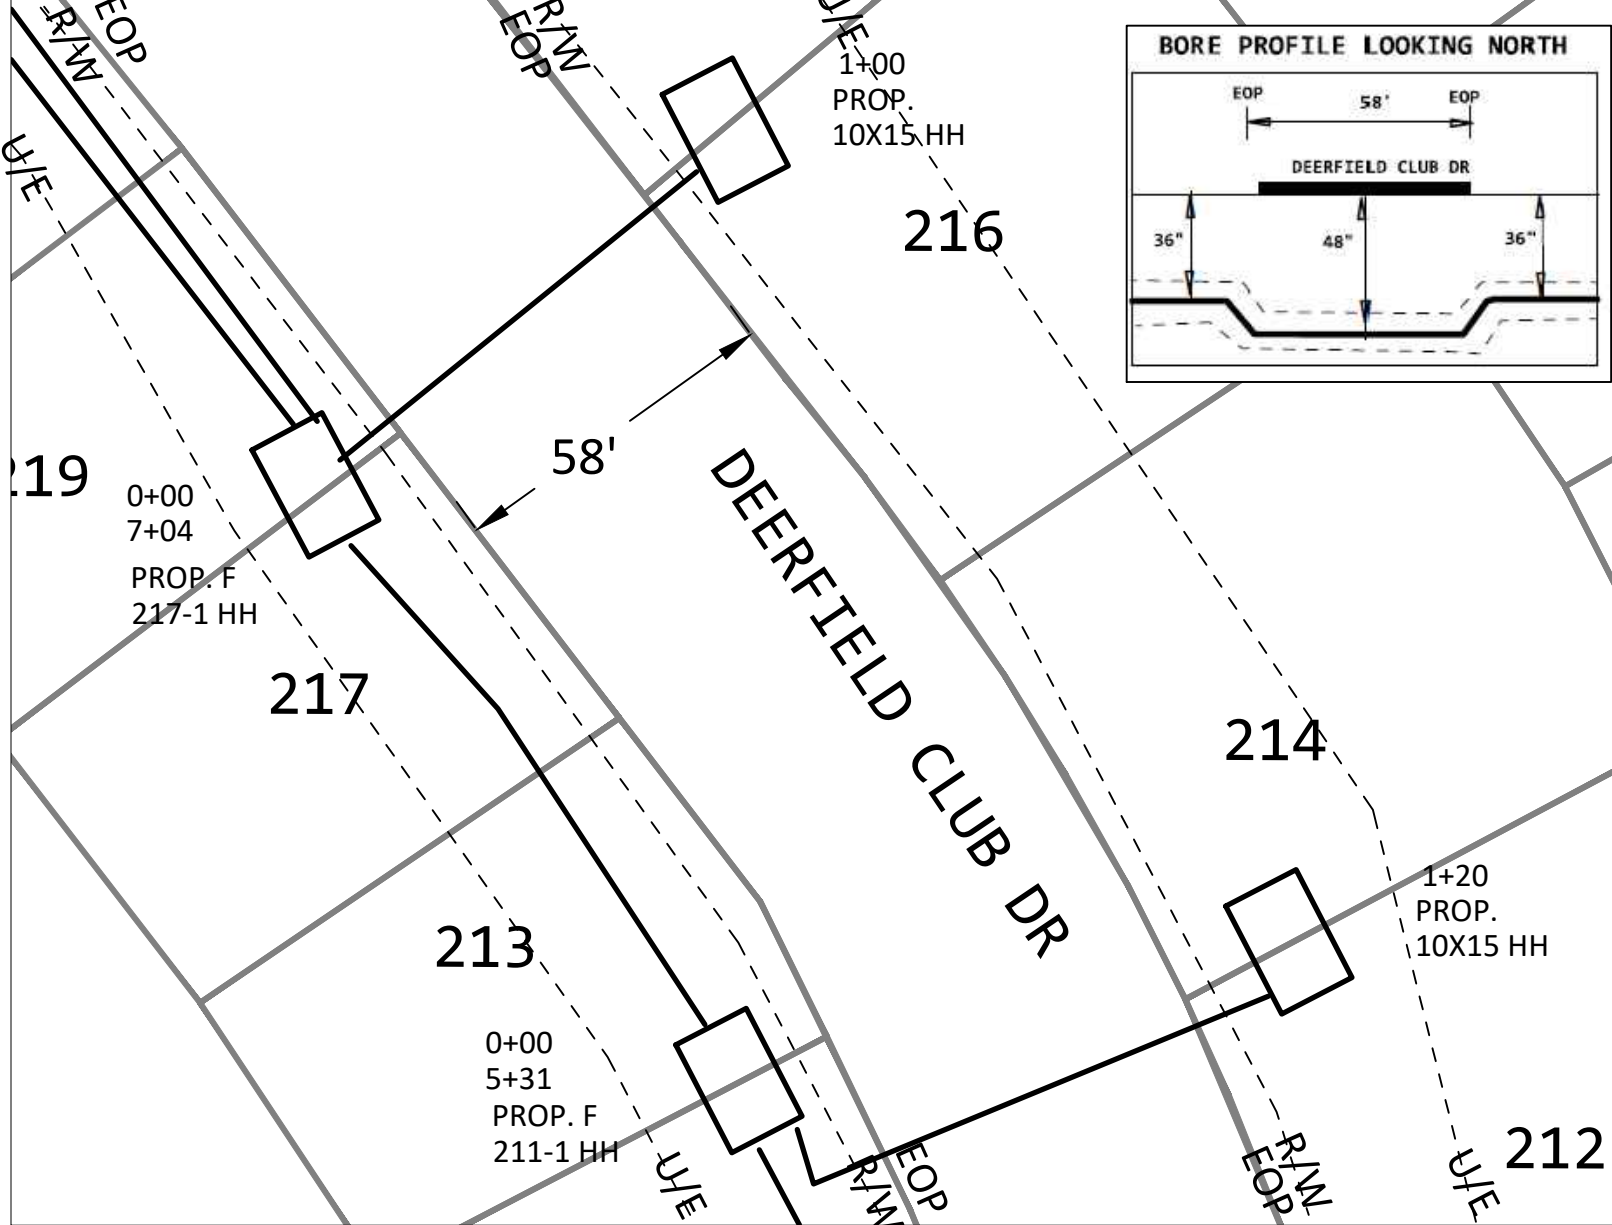 R/W
EOP
R/W
EOP
U/E
1+00
PROP.
10X15 HH
BORE PROFILE LOOKING NORTH
EOP
58'
EOP
DEERFIELD CLUB DR
36"
48"
36"
U/E
216
58'
219
0+00
7+04
PROP. F
217-1 HH
DEERFIELD CLUB DR
217
214
213
1+20
PROP.
10X15 HH
0+00
5+31
PROP. F
211-1 HH
U/E
R/W
EOP
EOP
R/W
U/E
212